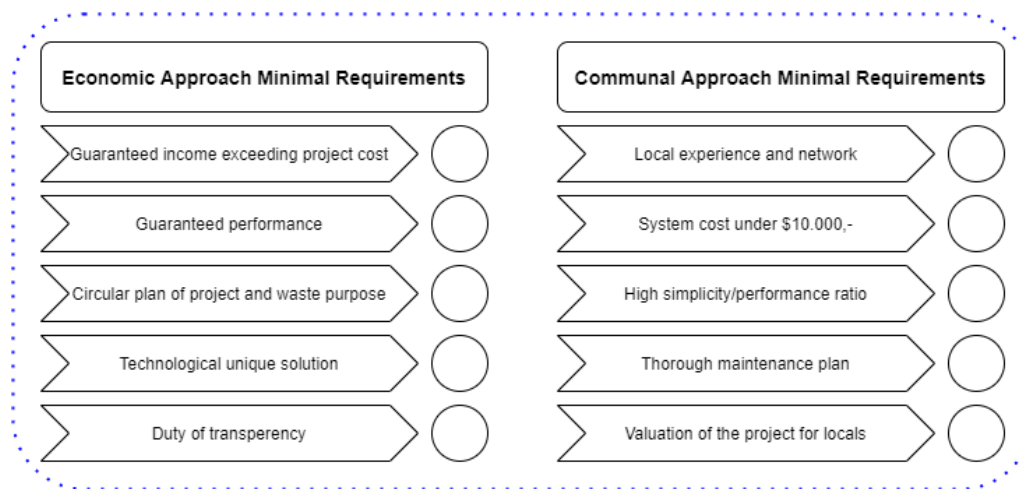 Economic Approach Minimal Requirements
Guaranteed income exceeding project cost
Guaranteed performance
Circular plan of project and waste purpose
Technological unique solution
Duty of transperency
Communal Approach Minimal Requirements
Local experience and network
System cost under $10.000,-
High simplicity/performance ratio
Thorough maintenance plan
Valuation of the project for locals